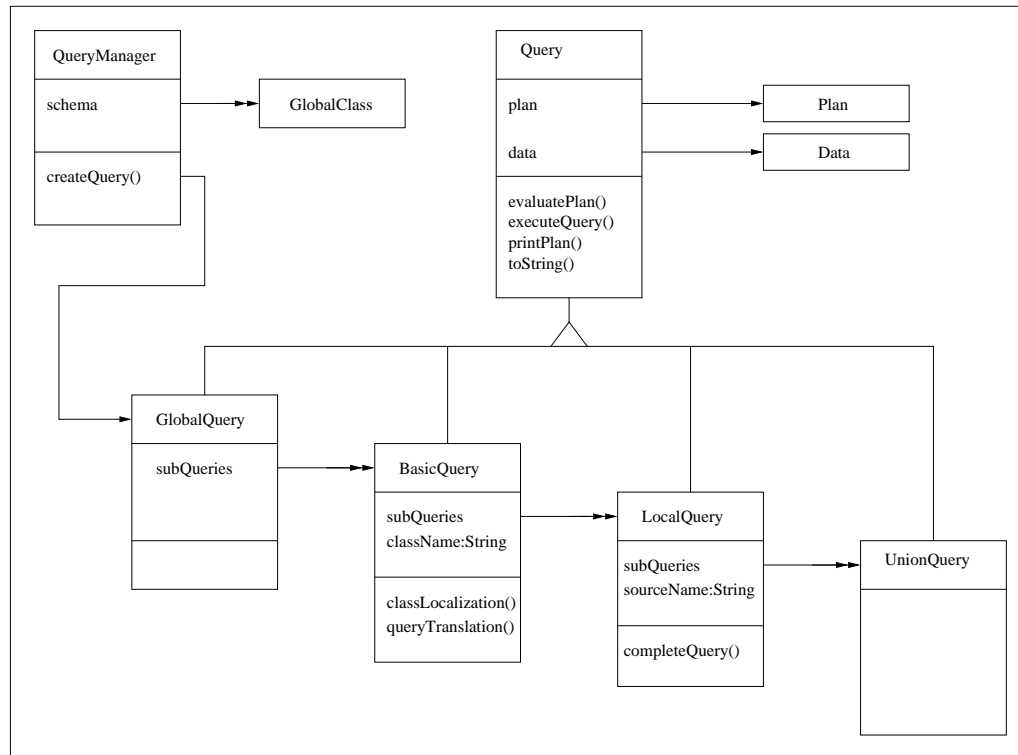 QueryManager
schema
createQuery()
GlobalClass
Query
plan
data
evaluatePlan()
executeQuery()
printPlan()
toString()
Plan
Data
GlobalQuery
subQueries
BasicQuery
subQueries
className:String
classLocalization()
queryTranslation()
LocalQuery
subQueries
sourceName:String
completeQuery()
UnionQuery